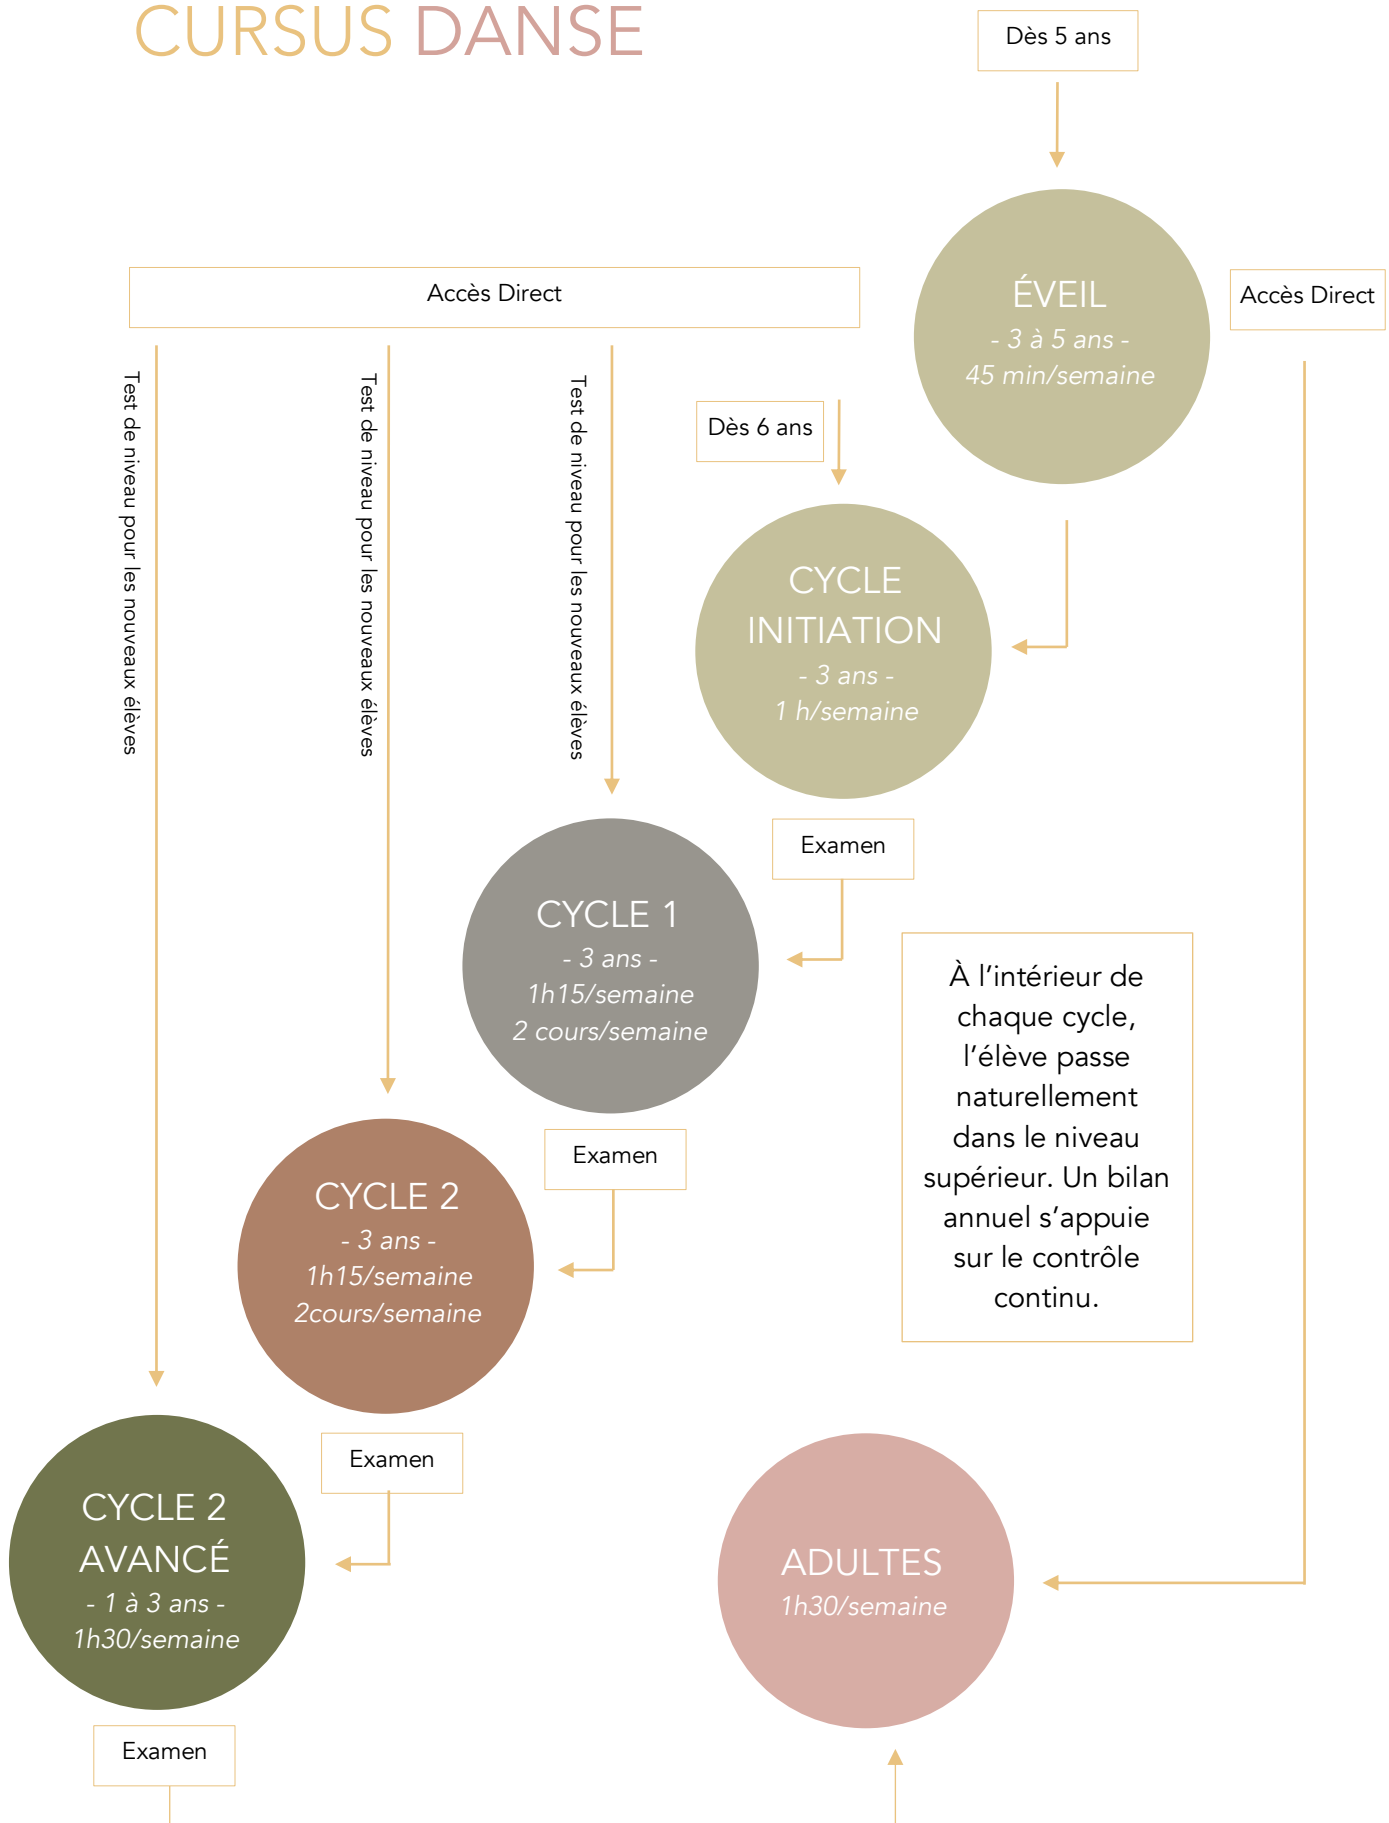 CURSUS DANSE
Dès 5 ans
ÉVEIL
- 3 à 5 ans -
45 min/semaine
Accès Direct
Accès Direct
Test de niveau pour les nouveaux élèves
Test de niveau pour les nouveaux élèves
Test de niveau pour les nouveaux élèves
Dès 6 ans
CYCLE
INITIATION
- 3 ans -
1 h/semaine
Examen
CYCLE 1
- 3 ans -
1h15/semaine
2 cours/semaine
À l’intérieur de
chaque cycle,
l’élève passe
naturellement
dans le niveau
supérieur. Un bilan
annuel s’appuie
sur le contrôle
continu.
Examen
CYCLE 2
- 3 ans -
1h15/semaine
2cours/semaine
Examen
CYCLE 2
AVANCÉ
- 1 à 3 ans -
1h30/semaine
ADULTES
1h30/semaine
Examen